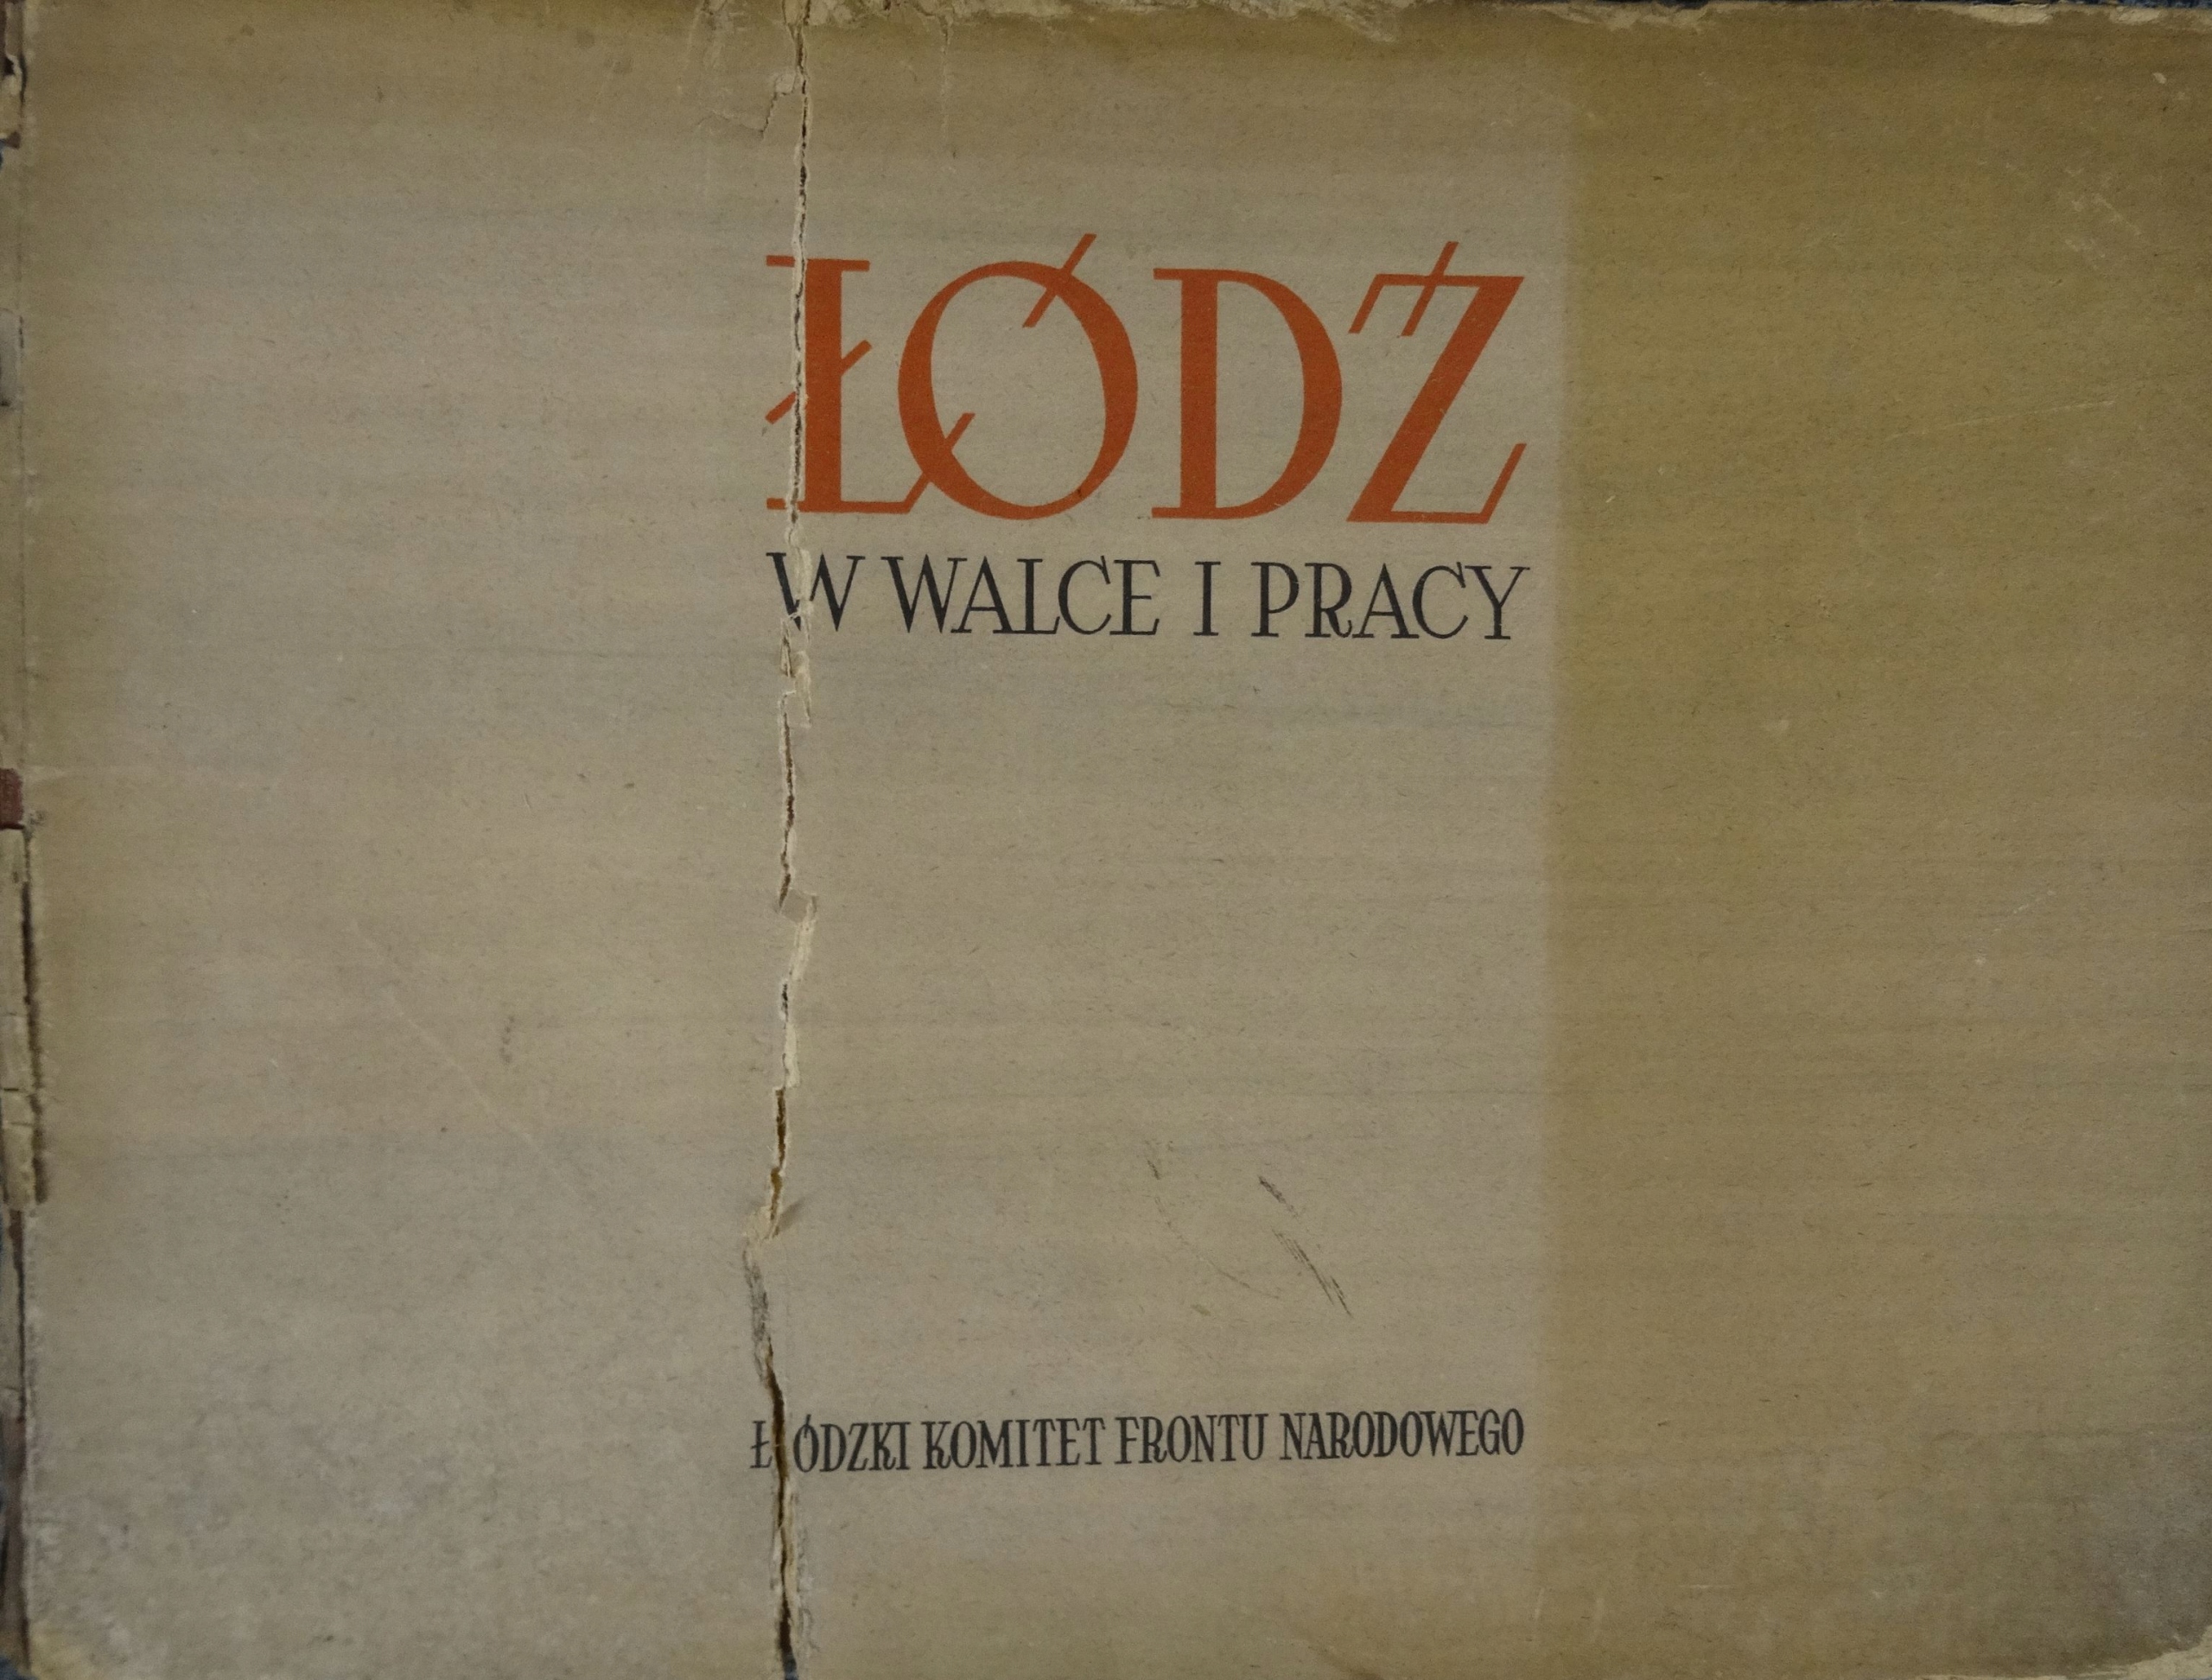 ŁÓDŹ
W WALCE I PRACY
ŁÓDZKI KOMITET FRONTU NARODOWEGO